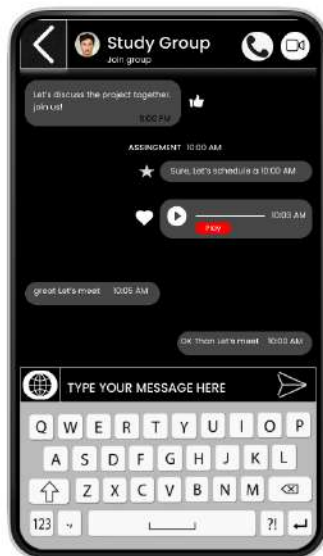 Study Group
Join group
Let's discuss the project together.
join us!
5:00 PM
ASSINGMENT 10:00 AM
Sure, Let's schedule a 10:00 AM
10:03 AM
Play
great Let's meet 10:05 AM
OK Than Let's meet 10:00 AM
TYPE YOUR MESSAGE HERE
Q W E R T Y U I O P
A S D F G H J K L
Z X C V B N M
123 ., ?!